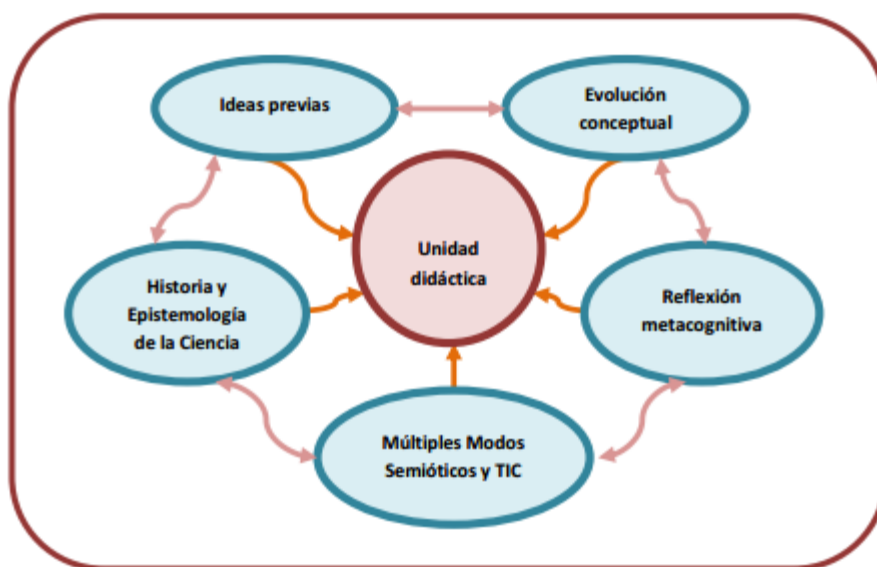 Ideas previas
Evolución
conceptual
Unidad
didáctica
Historia y
Epistemología
de la Ciencia
Reflexión
metacognitiva
Múltiples Modos
Semióticos y TIC